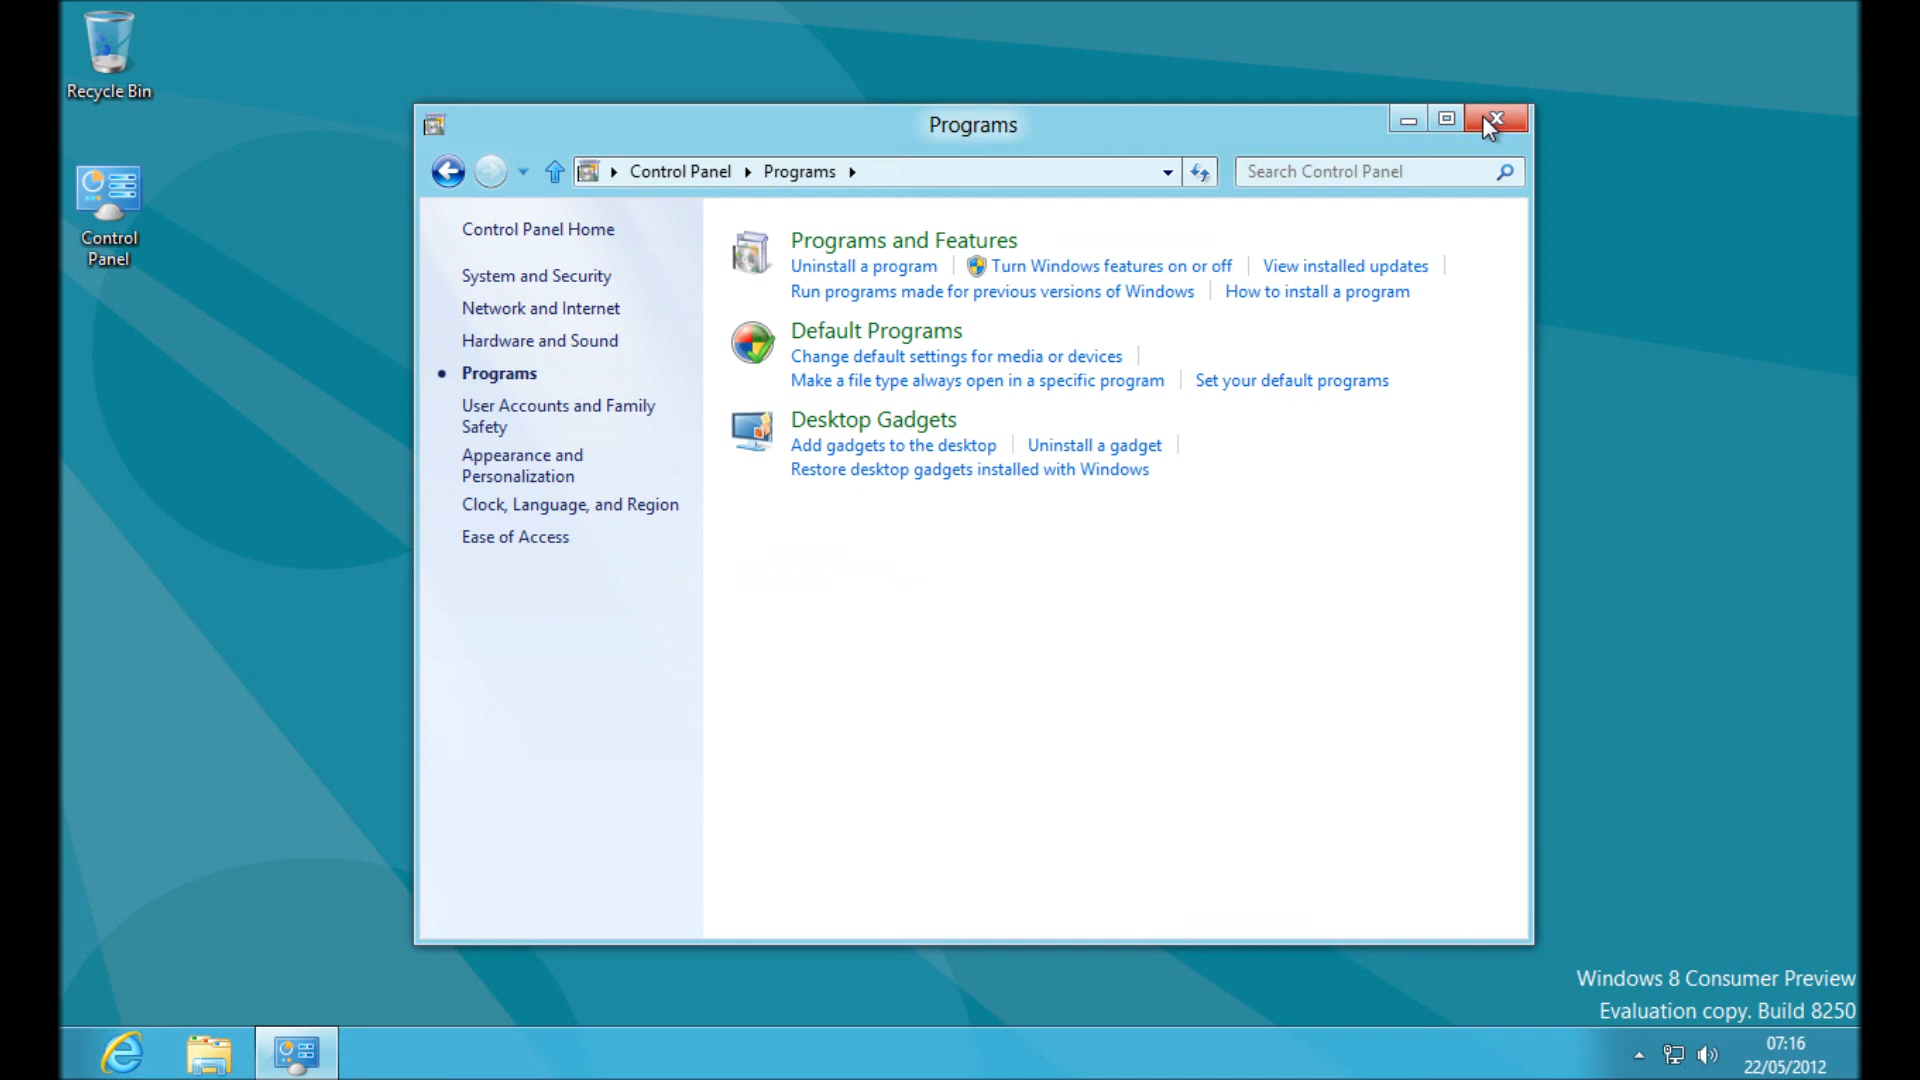 Recycle Bin
Control
Panel
Programs
Control Panel Programs
Search Control Panel
Control Panel Home
System and Security
Network and Internet
Hardware and Sound
Programs
User Accounts and Family
Safety
Appearance and
Personalization
Clock, Language, and Region
Ease of Access
Programs and Features
Uninstall a program Turn Windows features on or off View installed updates
Run programs made for previous versions of Windows How to install a program
Default Programs
Change default settings for media or devices
Make a file type always open in a specific program Set your default programs
Desktop Gadgets
Add gadgets to the desktop Uninstall a gadget
Restore desktop gadgets installed with Windows
Windows 8 Consumer Preview
Evaluation copy. Build 8250
07:16
22/05/2012